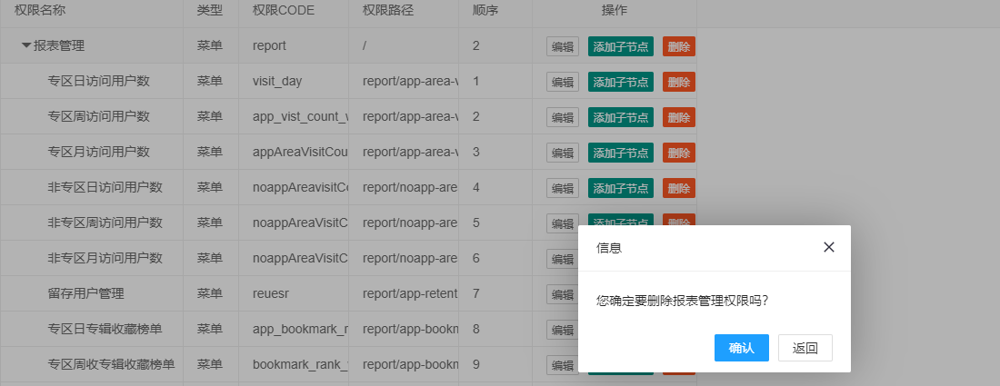 权限名称 类型 权限CODE 权限路径 顺序 操作
报表管理 菜单 report / 2 编辑 添加子节点 删除
专区日访问用户数 菜单 visit_day report/app-area-v 1 编辑 添加子节点 删除
专区周访问用户数 菜单 app_vist_count_v report/app-area-v 2 编辑 添加子节点 删除
专区月访问用户数 菜单 appAreaVisitCou report/app-area-v 3 编辑 添加子节点 删除
非专区日访问用户数 菜单 noappAreavisitCo report/noapp-are 4 编辑 添加子节点 删除
非专区周访问用户数 菜单 noappAreaVisitC report/noapp-are 5 编辑 添加子节点 删除
非专区月访问用户数 菜单 noappAreaVisitC report/noapp-are 6 编辑
留存用户管理 菜单 reuesr report/app-retent 7 编辑
专区日专辑收藏榜单 菜单 app_bookmark_r report/app-bookn 8 编辑
专区周收专辑收藏榜单 菜单 bookmark_rank_ report/app-bookn 9 编辑
信息
您确定要删除报表管理权限吗?
确认 返回